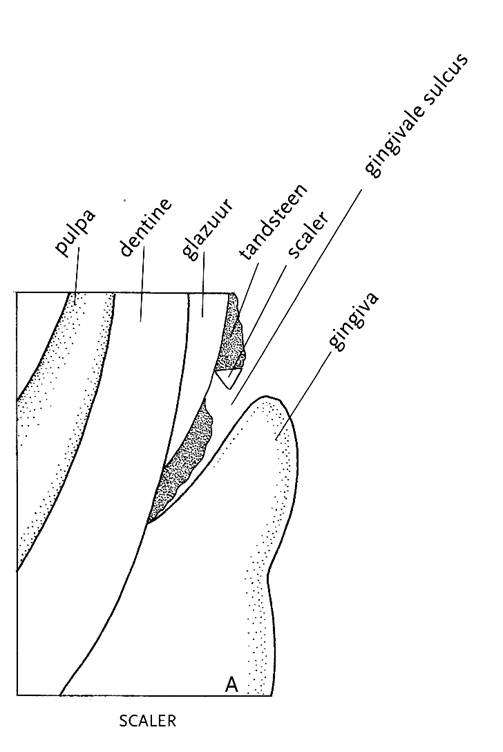 pulpa
dentine
glazuur
tandsteen
scaler
gingivale sulcus
gingiva
A
SCALER